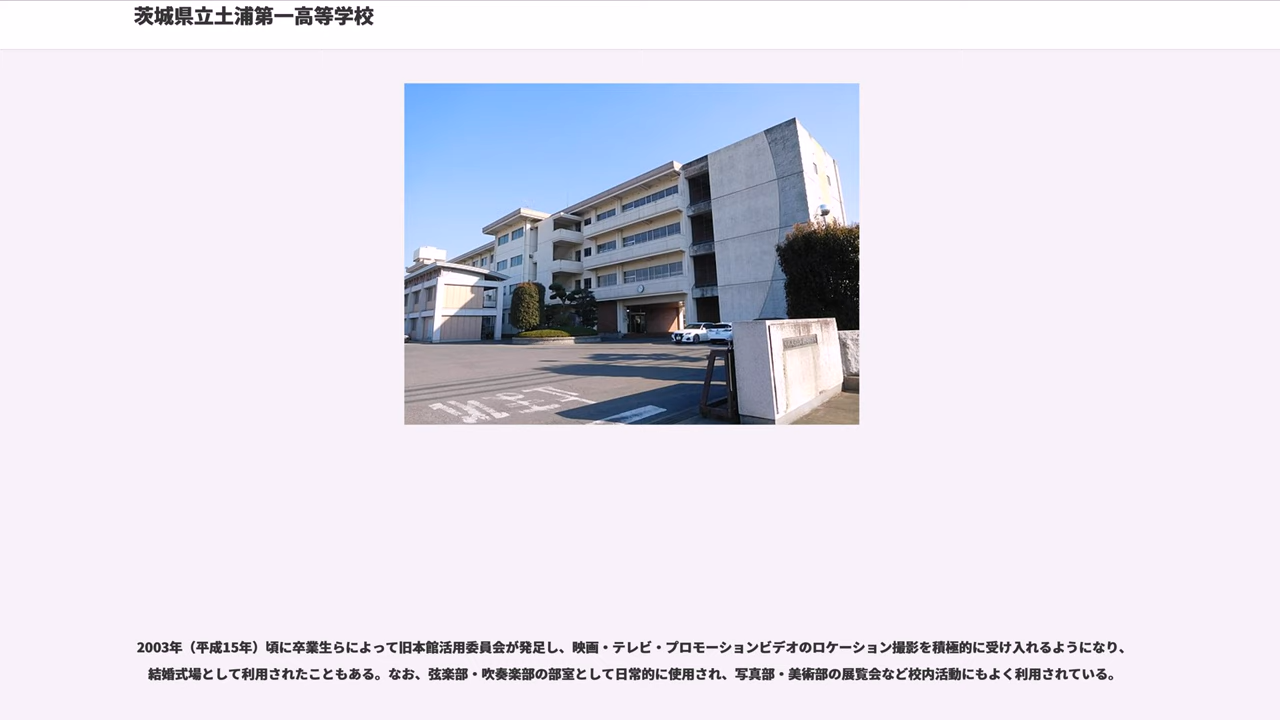 茨城県立土浦第一高等学校
2003年（平成15年）頃に卒業生らによって旧本館活用委員会が発足し、映画・テレビ・プロモーションビデオのロケーション撮影を積極的に受け入れるようになり、
結婚式場として利用されたこともある。なお、弦楽部・吹奏楽部の部室として日常的に使用され、写真部・美術部の展覧会など校内活動にもよく利用されている。